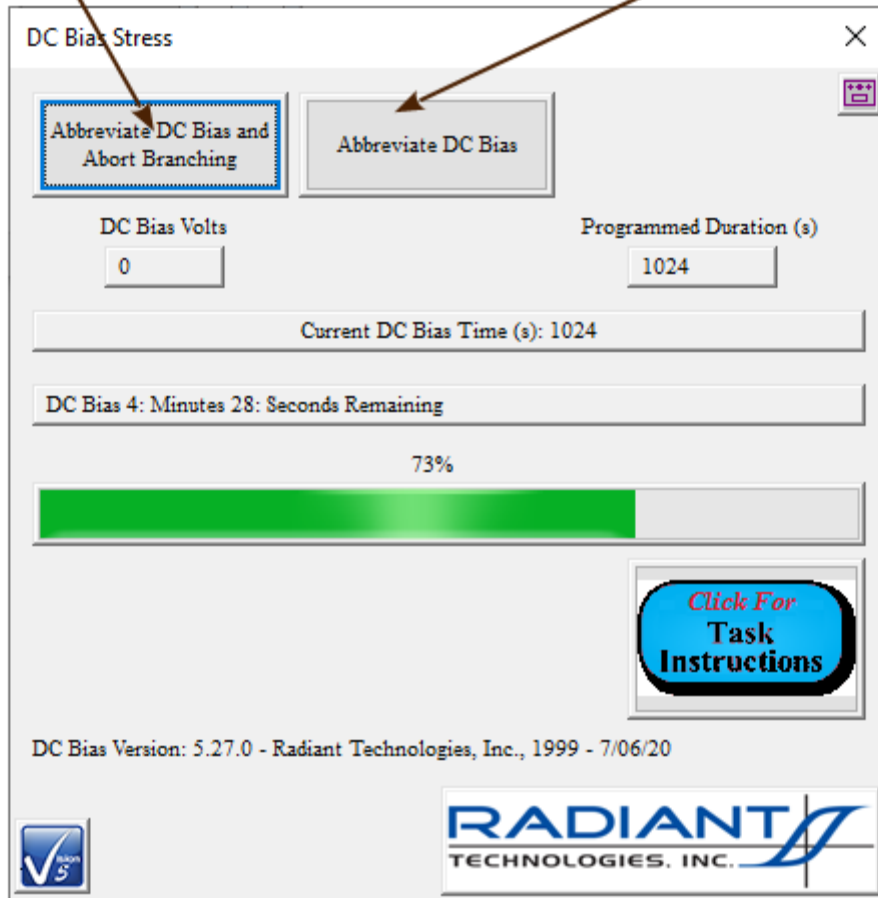 DC Bias Stress
Abbreviate DC Bias and
Abort Branching
Abbreviate DC Bias
DC Bias Volts
Programmed Duration (s)
0
1024
Current DC Bias Time (s): 1024
DC Bias 4: Minutes 28: Seconds Remaining
73%
Click For
Task
Instructions
DC Bias Version: 5.27.0 - Radiant Technologies, Inc., 1999 - 7/06/20
Vision
5
RADIANT
TECHNOLOGIES, INC.